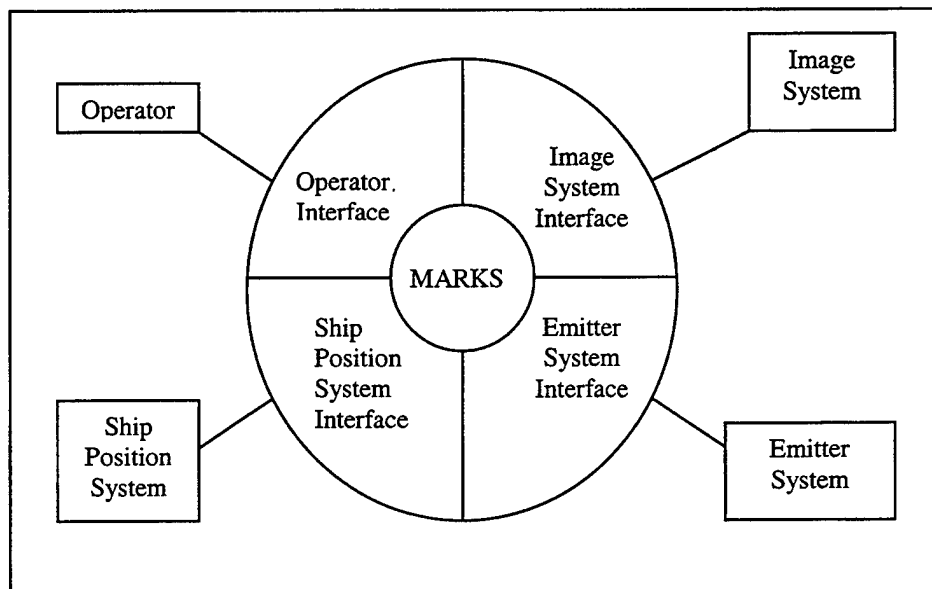 Operator
Image
System
Operator.
Interface
Image
System
Interface
MARKS
Ship
Position
System
Interface
Emitter
System
Interface
Ship
Position
System
Emitter
System